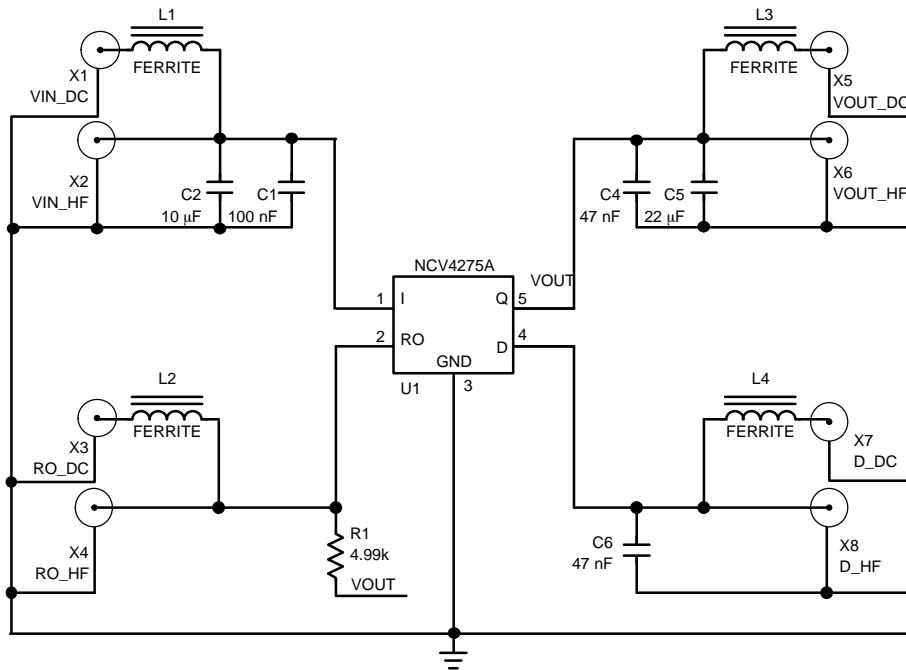 L1
FERRITE
X1
VIN_DC
X2
VIN_HF
C2
10 μF
C1
100 nF
L3
FERRITE
X5
VOUT_DC
X6
VOUT_HF
C4
47 nF
C5
22 μF
NCV4275A
VOUT
1
I
Q
5
2
RO
D
4
GND
U1
3
L2
FERRITE
X3
RO_DC
X4
RO_HF
R1
4.99k
VOUT
L4
FERRITE
X7
D_DC
X8
D_HF
C6
47 nF